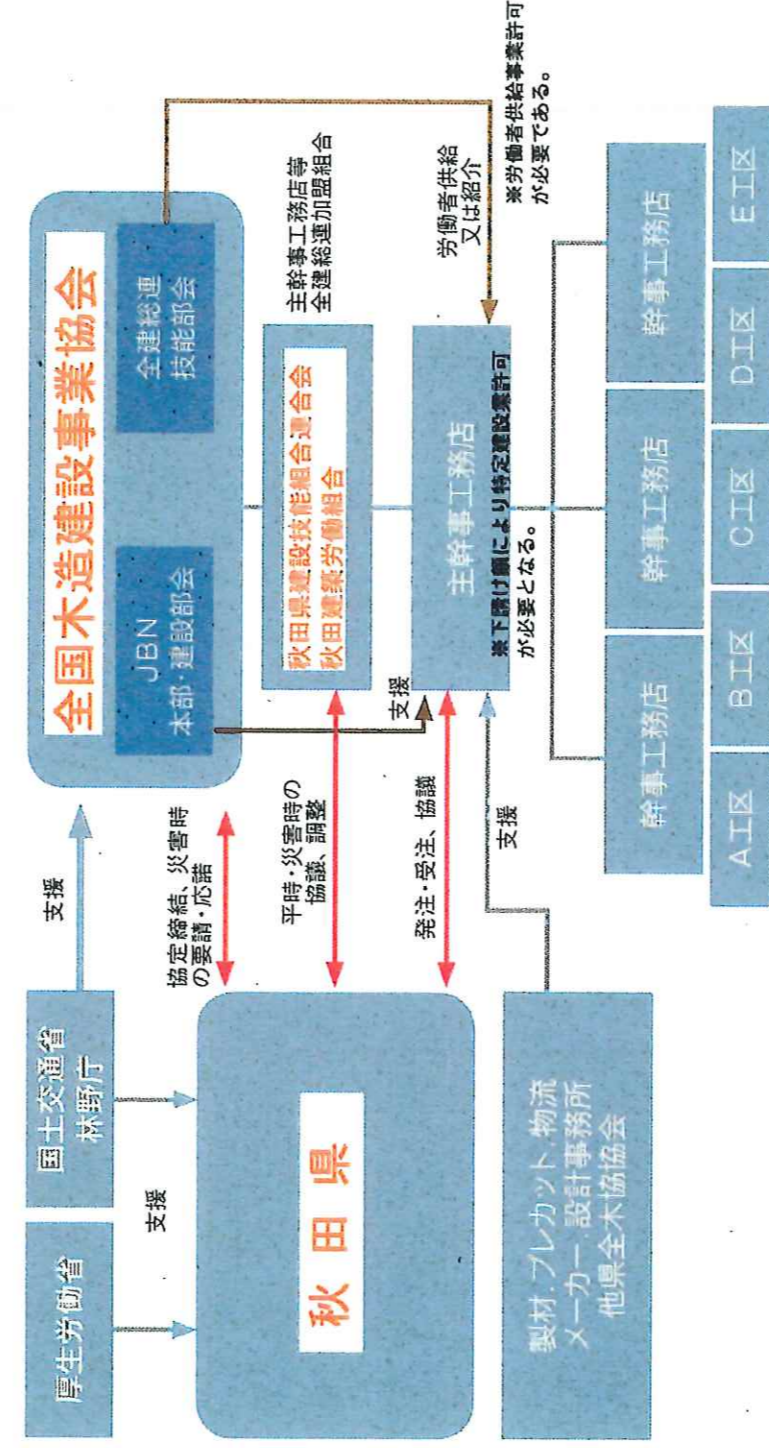 厚生労働省
国土交通省
林野庁
支援
支援
全国木造建設事業協会
JBN
本部・建設部会
全建総連
技能部会
協定締結、災害時
の要請・応諾
秋田県
平時・災害時の
協議、調整
主幹事工務店等
全建総連加盟組合
秋田県建設技能組合連合会
秋田建築労働組合
支援
発注・受注、協議
主幹事工務店
※下請け額により特定建設業許可
が必要となる。
労働者供給
又は紹介
※労働者供給事業許可
が必要である。
製材.プレカット.物流
メーカー.設計事務所
他県全木協協会
支援
幹事工務店
幹事工務店
幹事工務店
A工区
B工区
C工区
D工区
E工区